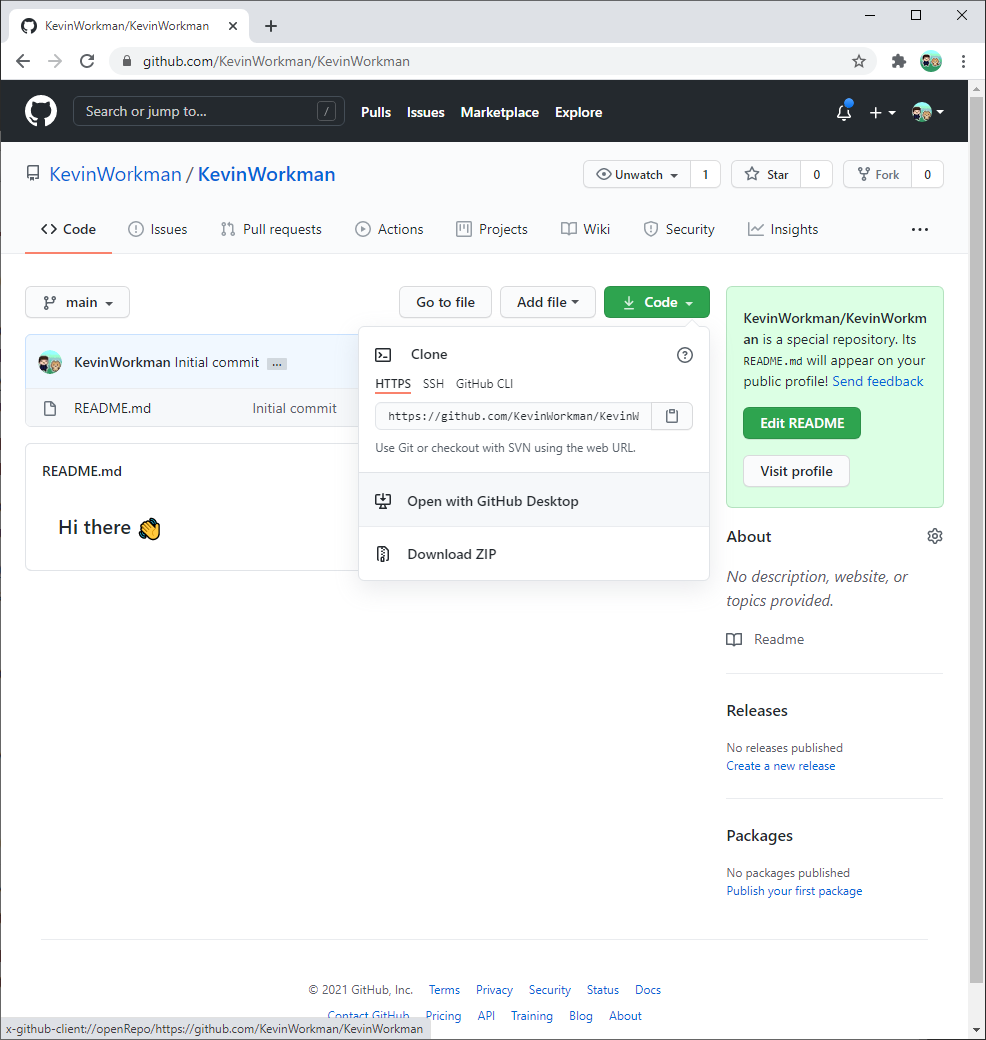 KevinWorkman/KevinWorkman
github.com/KevinWorkman/KevinWorkman
Search or jump to... / Pulls Issues Marketplace Explore
KevinWorkman / KevinWorkman Unwatch 1 Star 0 Fork 0
Code Issues Pull requests Actions Projects Wiki Security Insights ...
main Go to file Add file Code
KevinWorkman Initial commit ...
README.md Initial commit
README.md
Hi there 👋
Clone
HTTPS SSH GitHub CLI
https://github.com/KevinWorkman/KevinW
Use Git or checkout with SVN using the web URL.
Open with GitHub Desktop
Download ZIP
KevinWorkman/KevinWorkm
an is a special repository. Its
README.md will appear on your
public profile! Send feedback
Edit README
Visit profile
About
No description, website, or
topics provided.
Readme
Releases
No releases published
Create a new release
Packages
No packages published
Publish your first package
© 2021 GitHub, Inc. Terms Privacy Security Status Docs
Contact GitHub Pricing API Training Blog About
x-github-client://openRepo/https://github.com/KevinWorkman/KevinWorkman